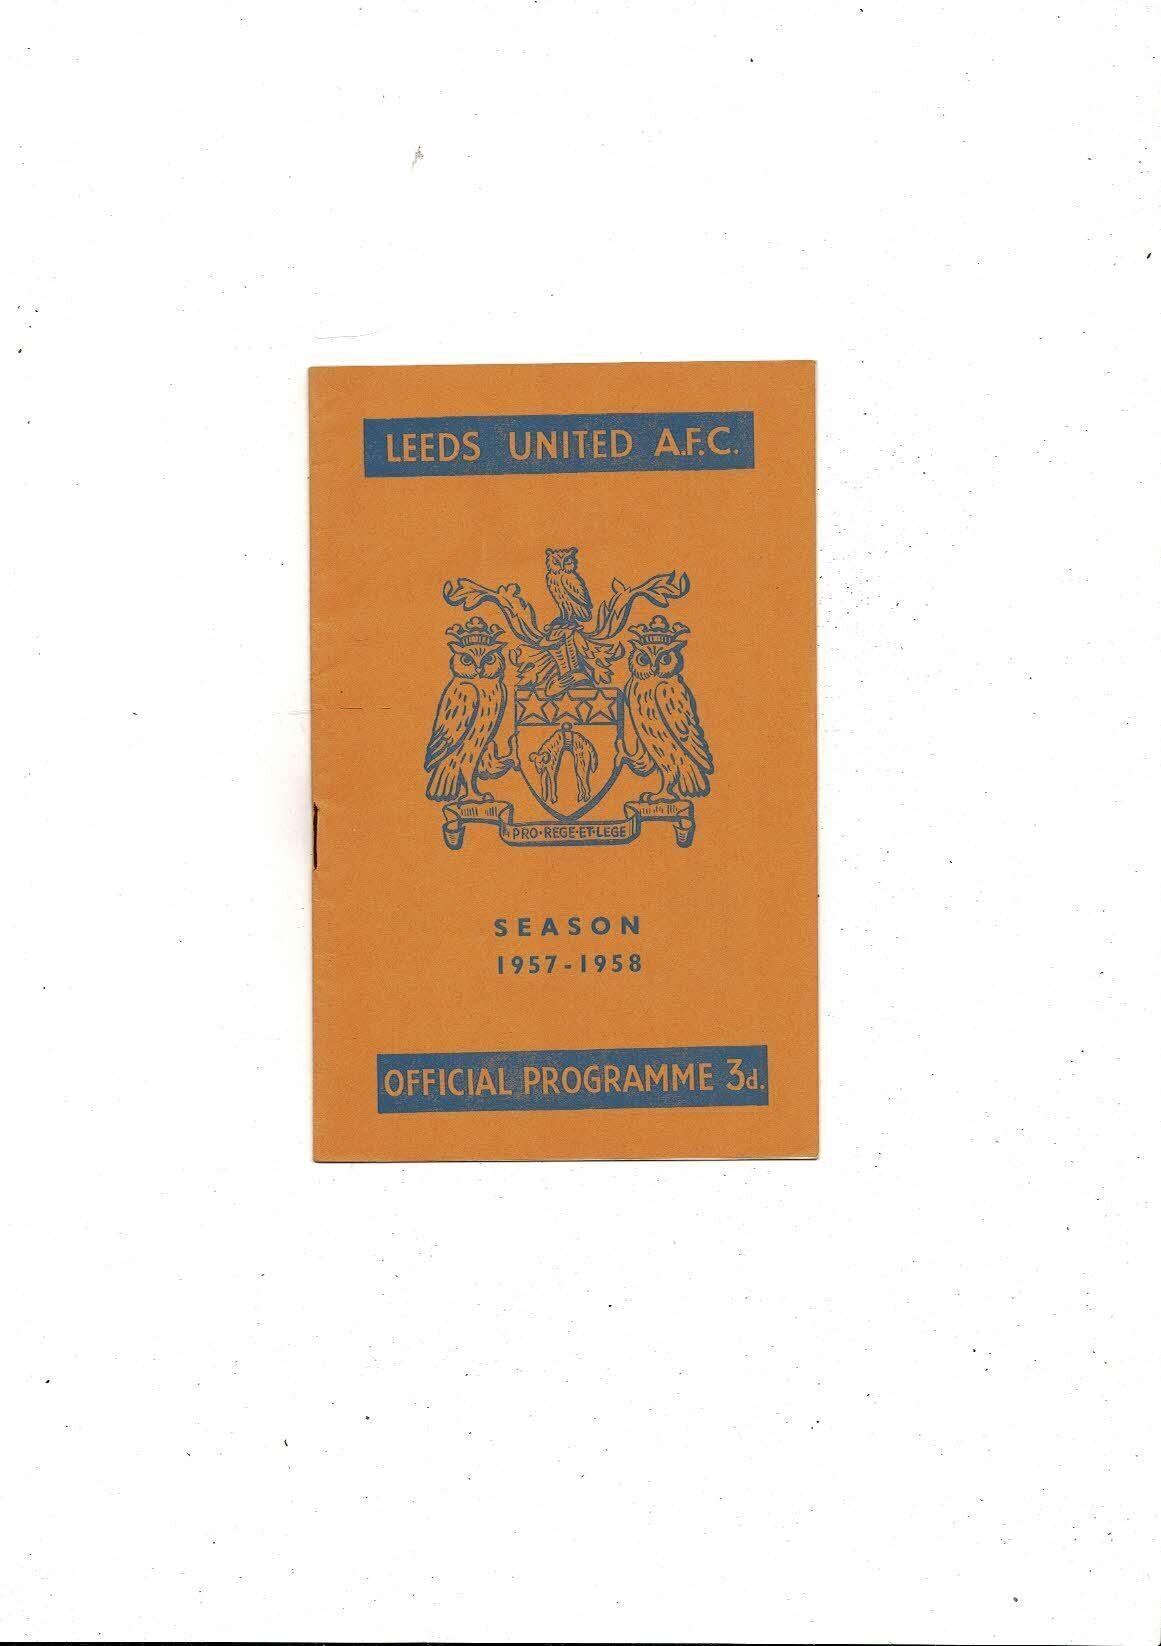 LEEDS UNITED A.F.C.
PRO·REGE·ET·LEGE
SEASON
1957-1958
OFFICIAL PROGRAMME 3d.